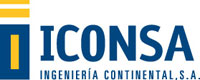 ICONSA
INGENIERÍA CONTINENTAL, S.A.